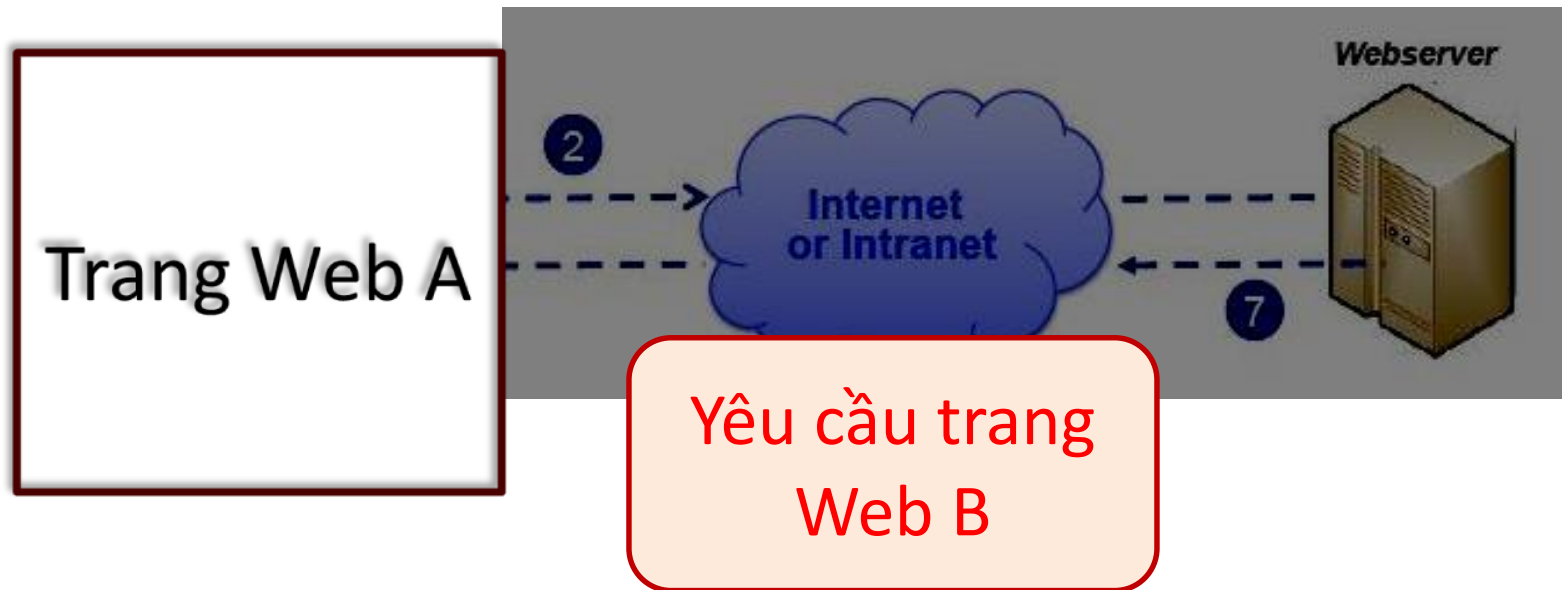 Webserver
2
Internet
or Intranet
Trang Web A
7
Yêu cầu trang
Web B